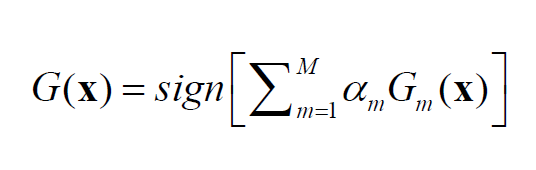 G(x) = sign[∑_{m=1}^{M} α_m G_m(x)]